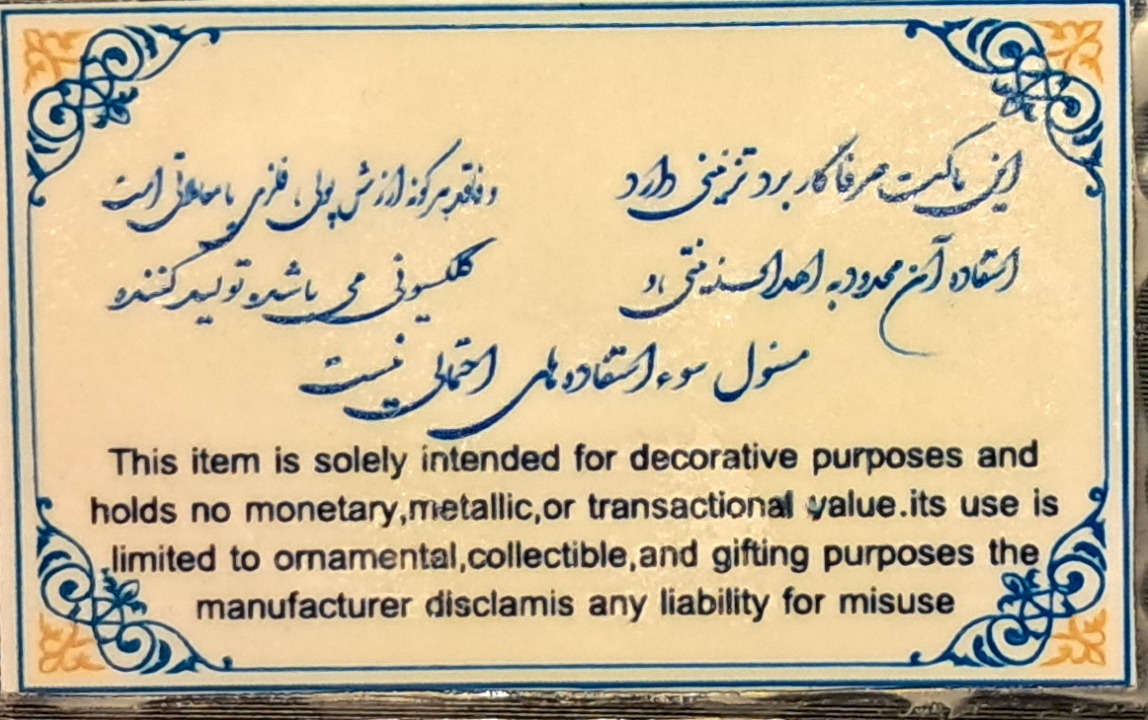 این ماکت صرفا کاربرد تزئینی دارد و فاقد هرگونه ارزش پولی، فلزی یا معاملاتی است
استفاده آن محدود به اهداف زینتی و کلکسیونی می باشد و تولید کننده
مسئول سوء استفاده های احتمالی نیست
This item is solely intended for decorative purposes and
holds no monetary,metallic,or transactional value.its use is
limited to ornamental,collectible,and gifting purposes the
manufacturer disclamis any liability for misuse